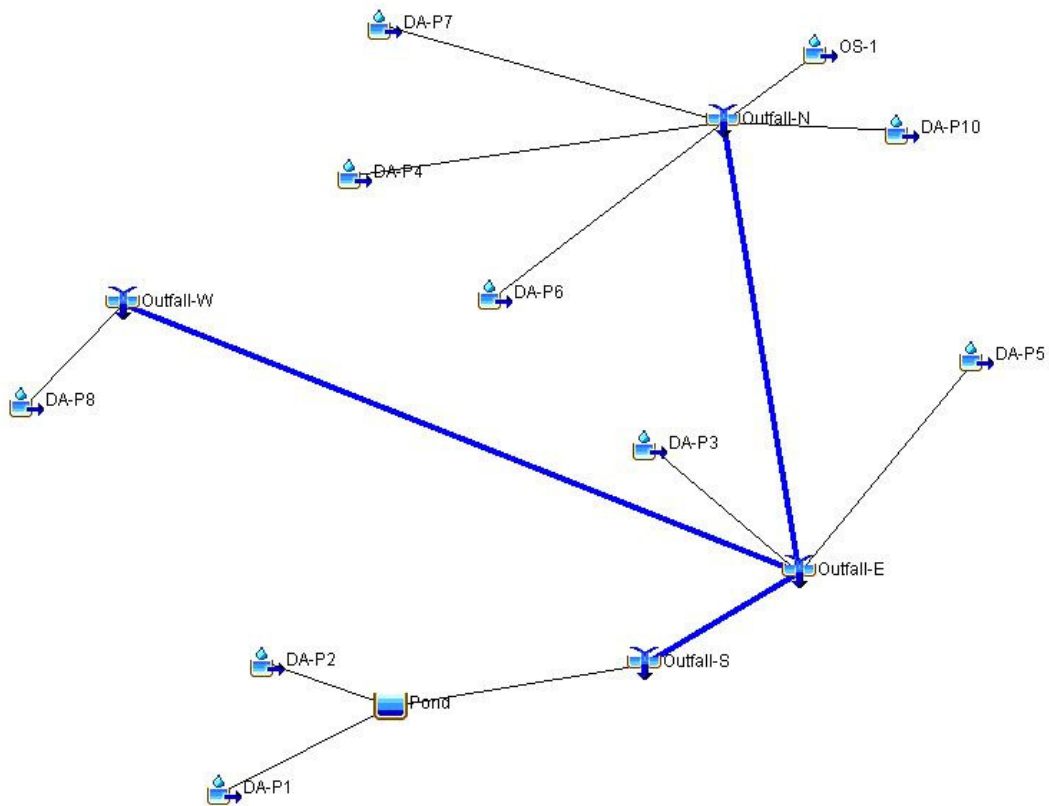 DA-P7
OS-1
Outfall-N
DA-P10
DA-P4
DA-P6
Outfall-W
DA-P5
DA-P8
DA-P3
Outfall-E
DA-P2
Outfall-S
Pond
DA-P1